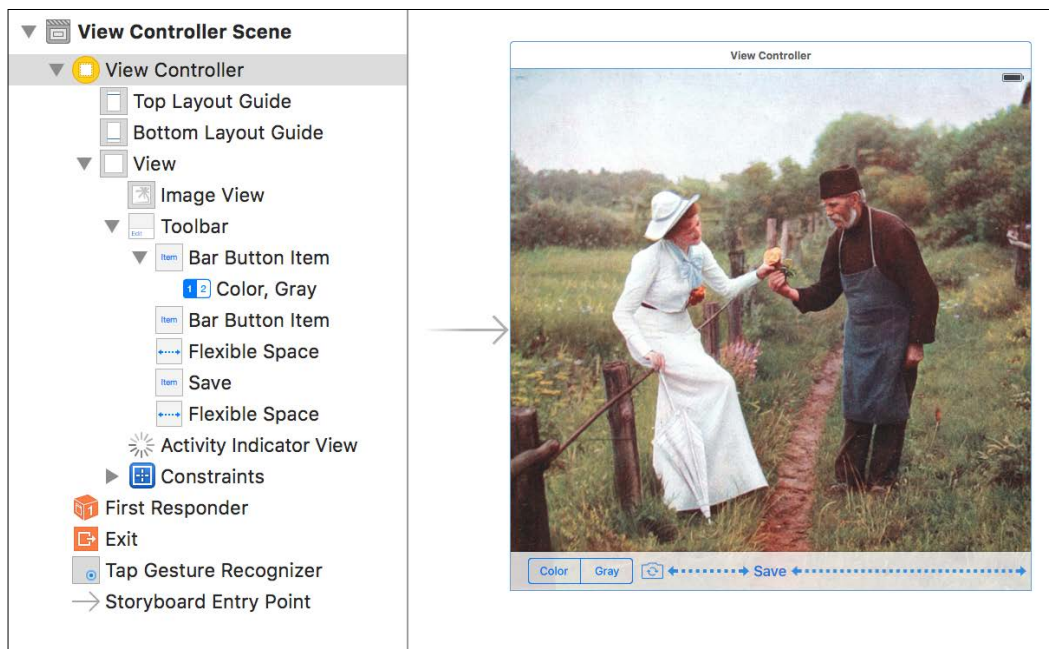 View Controller Scene
View Controller
Top Layout Guide
Bottom Layout Guide
View
Image View
Toolbar
Bar Button Item
Color, Gray
Bar Button Item
Flexible Space
Save
Flexible Space
Activity Indicator View
Constraints
First Responder
Exit
Tap Gesture Recognizer
Storyboard Entry Point
View Controller
Color Gray Save